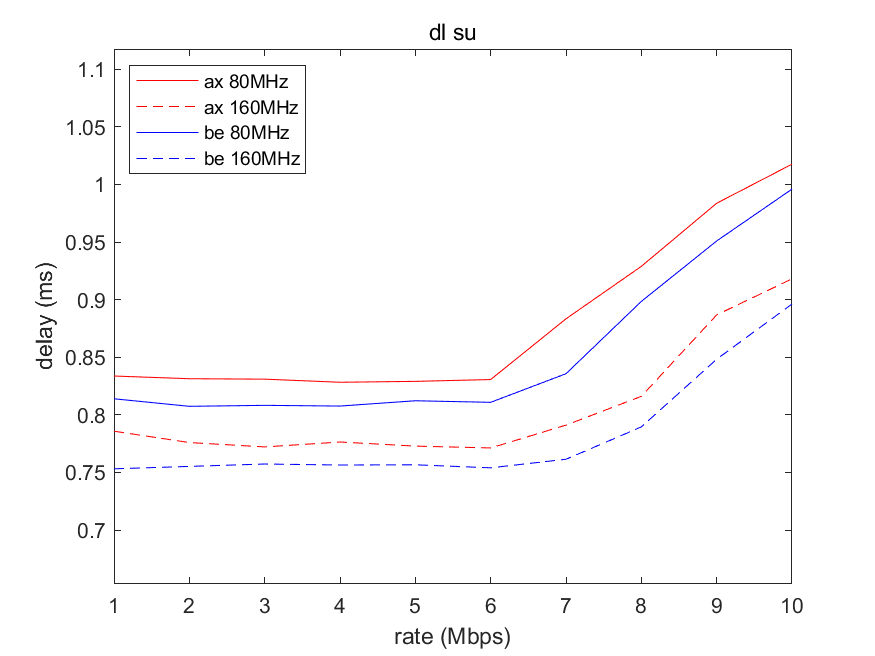 dl su
1.1
1.05
1
0.95
0.9
0.85
0.8
0.75
0.7
delay (ms)
ax 80MHz
ax 160MHz
be 80MHz
be 160MHz
1 2 3 4 5 6 7 8 9 10
rate (Mbps)